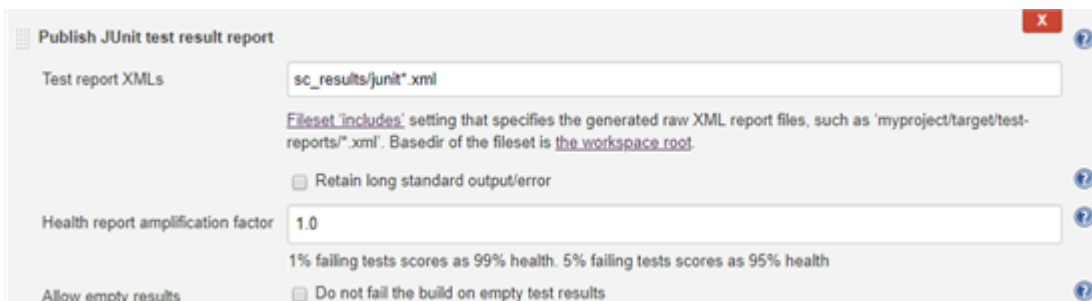 X
Publish JUnit test result report
Test report XMLs
sc_results/junit*.xml
Fileset 'includes' setting that specifies the generated raw XML report files, such as 'myproject/target/test-
reports/*.xml'. Basedir of the fileset is the workspace root.
Retain long standard output/error
Health report amplification factor
1.0
1% failing tests scores as 99% health. 5% failing tests scores as 95% health
Allow empty results
Do not fail the build on empty test results